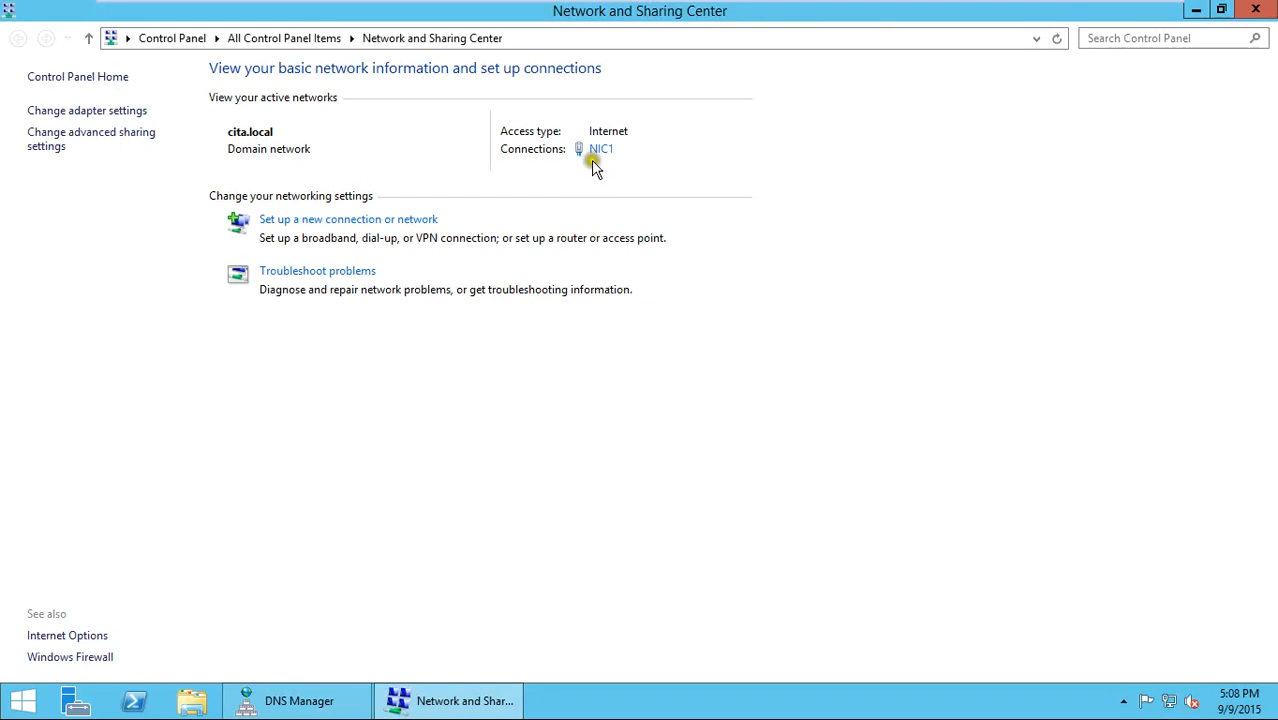 Network and Sharing Center
Control Panel
All Control Panel Items
Network and Sharing Center
Search Control Panel
Control Panel Home
Change adapter settings
Change advanced sharing
settings
View your basic network information and set up connections
View your active networks
cita.local
Domain network
Access type: Internet
Connections: NIC1
Change your networking settings
Set up a new connection or network
Set up a broadband, dial-up, or VPN connection; or set up a router or access point.
Troubleshoot problems
Diagnose and repair network problems, or get troubleshooting information.
See also
Internet Options
Windows Firewall
DNS Manager
Network and Shar...
5:08 PM
9/9/2015